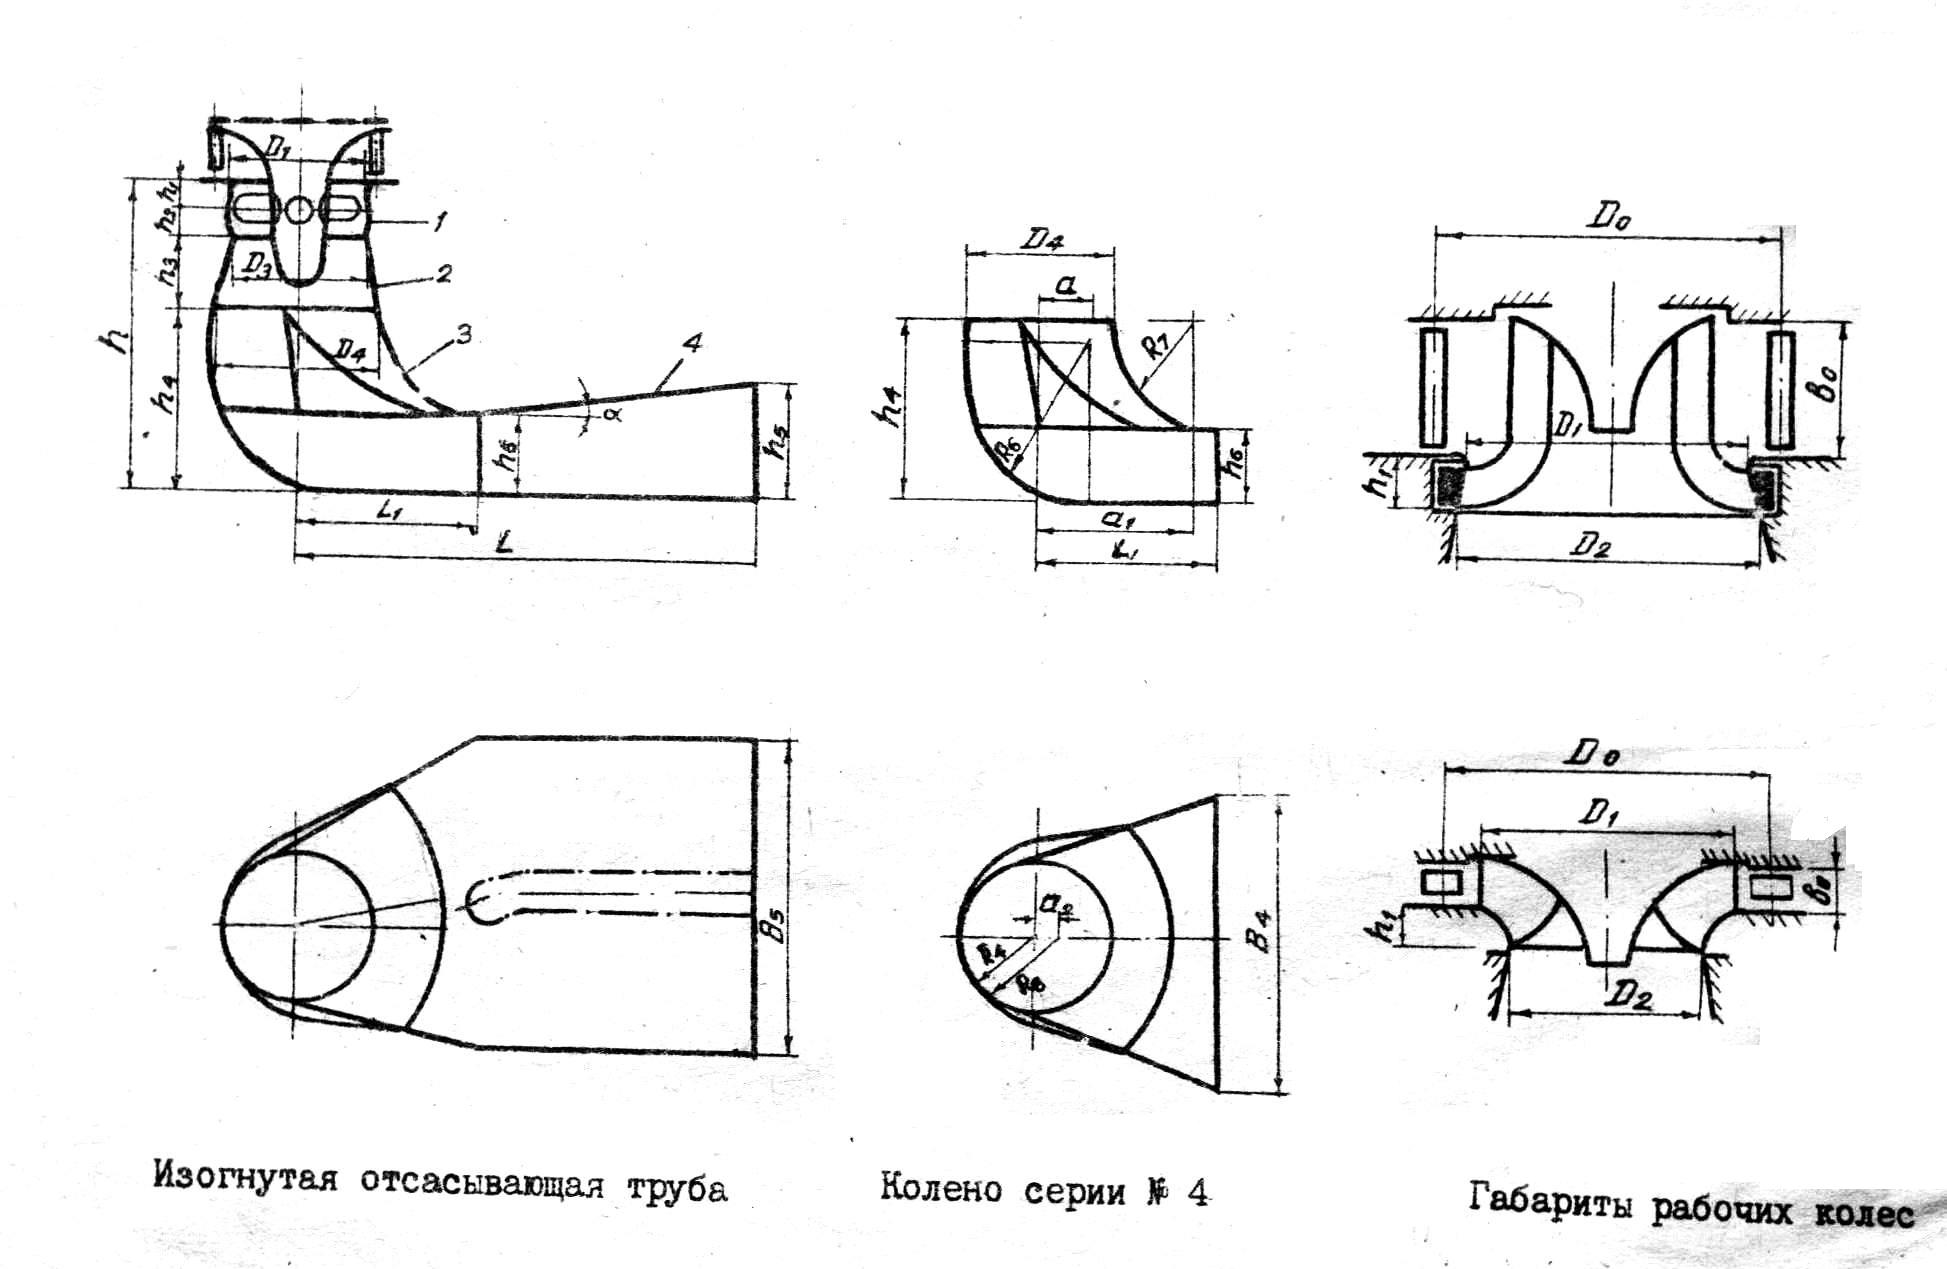 D1
h
h1
h2
h3
h4
D3
D4
1
2
3
4
α
h6
h5
L1
L
D4
a
R7
h4
R6
h6
a1
L1
D0
B0
D1
h1
D2
B5
a2
R4
B4
D0
D1
B0
h1
D2
Изогнутая отсасывающая труба
Колено серии № 4
Габариты рабочих колес